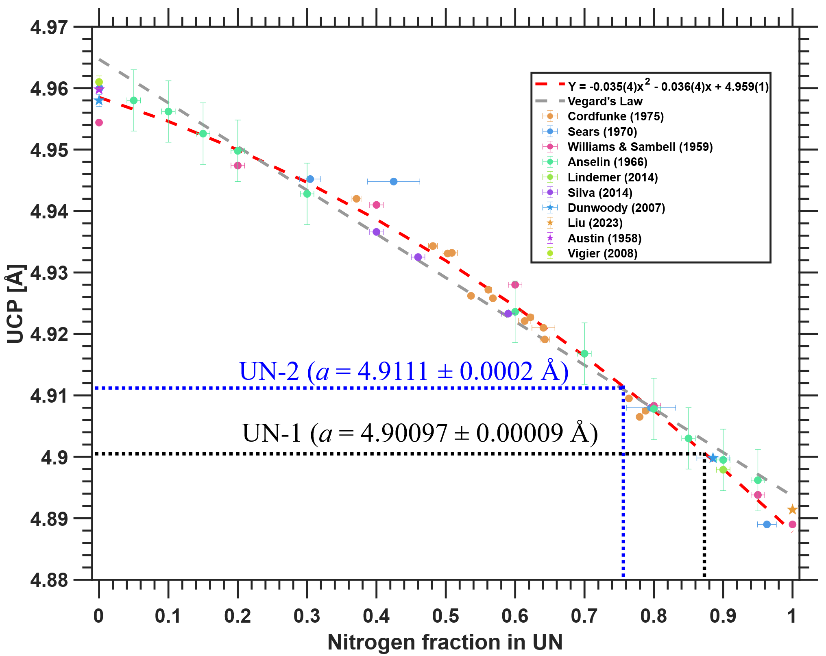 4.97
4.96
4.95
4.94
4.93
4.92
4.91
4.9
4.89
4.88
UCP [Å]
Y = -0.035(4)x² - 0.036(4)x + 4.959(1)
Vegard's Law
Cordfunke (1975)
Sears (1970)
Williams & Sambell (1959)
Anselin (1966)
Lindemer (2014)
Silva (2014)
Dunwoody (2007)
Liu (2023)
Austin (1958)
Vigier (2008)
UN-2 (a = 4.9111 ± 0.0002 Å)
UN-1 (a = 4.90097 ± 0.00009 Å)
0 0.1 0.2 0.3 0.4 0.5 0.6 0.7 0.8 0.9 1
Nitrogen fraction in UN